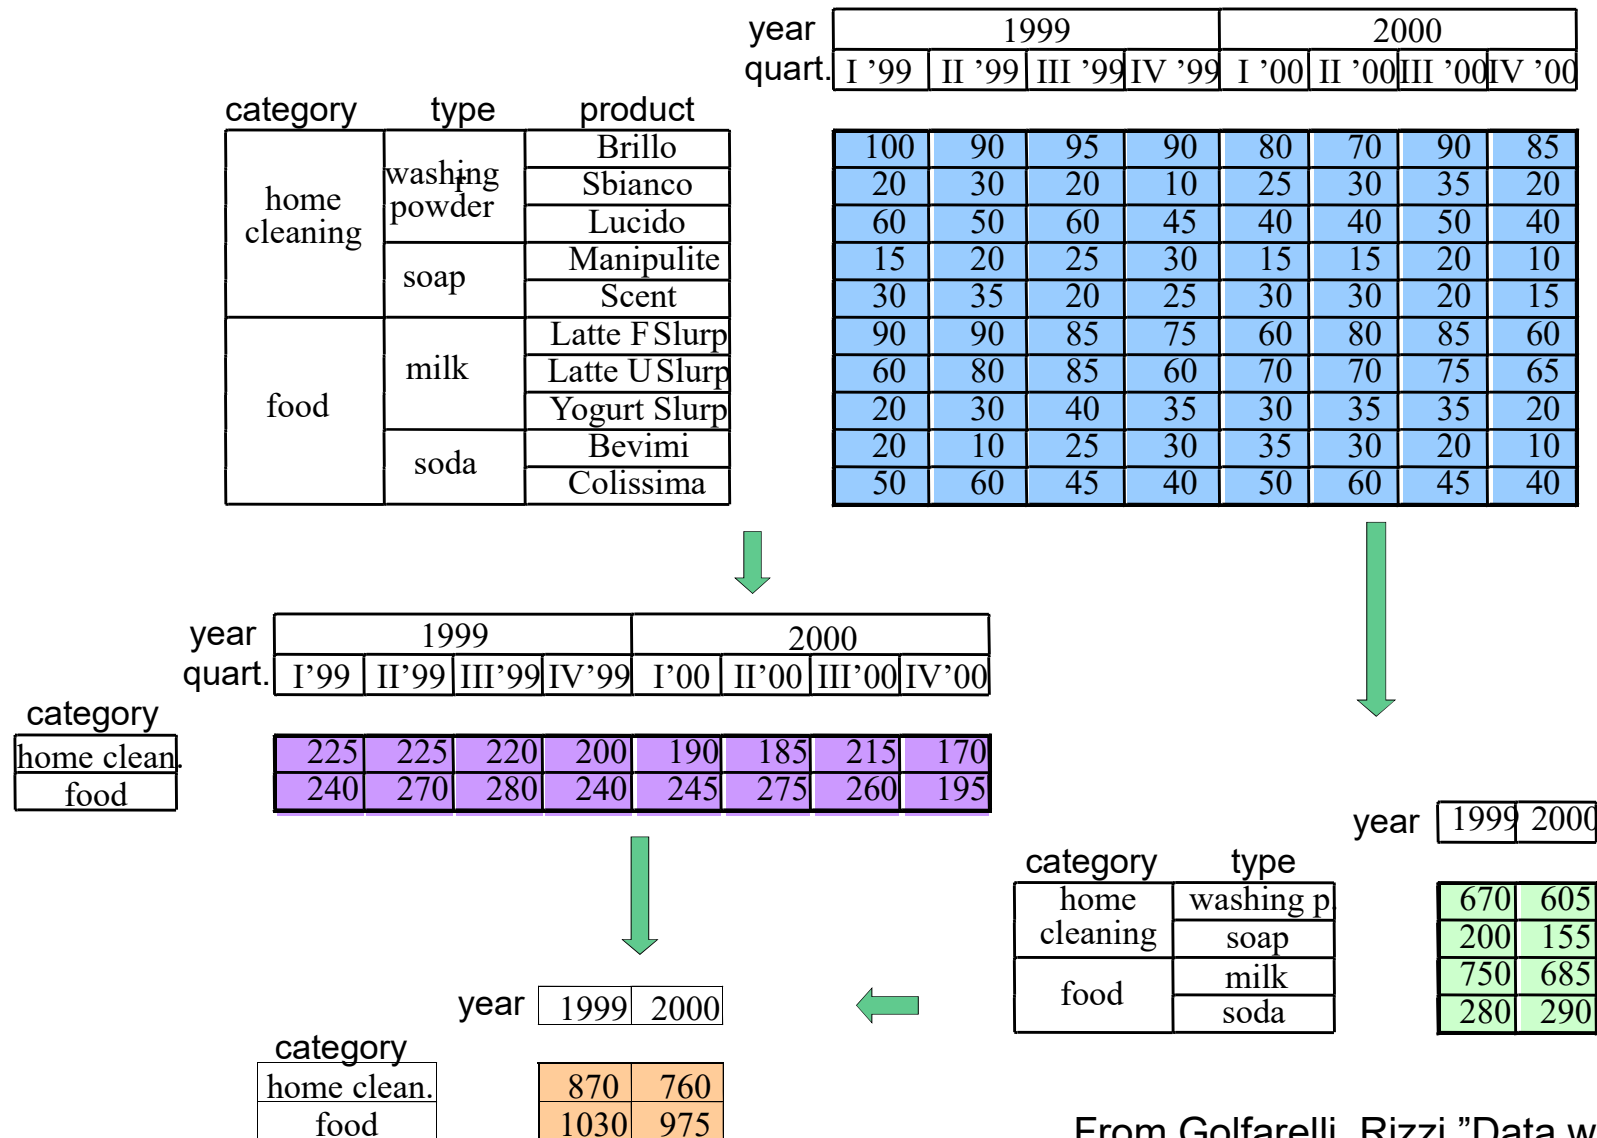 year 1999 2000
quart. I ’99 II ’99 III ’99 IV ’99 I ’00 II ’00 III ’00 IV ’00
category type product
home cleaning washing powder Brillo 100 90 95 90 80 70 90 85
Sbianco 20 30 20 10 25 30 35 20
Lucido 60 50 60 45 40 40 50 40
soap Manipulite 15 20 25 30 15 15 20 10
Scent 30 35 20 25 30 30 20 15
food milk Latte F Slurp 90 90 85 75 60 80 85 60
Latte U Slurp 60 80 85 60 70 70 75 65
Yogurt Slurp 20 30 40 35 30 35 35 20
soda Bevimi 20 10 25 30 35 30 20 10
Colissima 50 60 45 40 50 60 45 40
year 1999 2000
quart. I’99 II’99 III’99 IV’99 I’00 II’00 III’00 IV’00
category
home clean. 225 225 220 200 190 185 215 170
food 240 270 280 240 245 275 260 195
year 1999 2000
category type
home cleaning washing p. 670 605
soap 200 155
food milk 750 685
soda 280 290
year 1999 2000
category
home clean. 870 760
food 1030 975
From Golfarelli, Rizzi, ”Data w